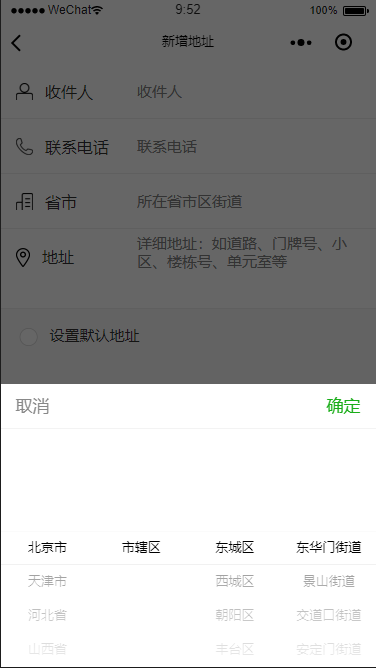 ●●●●● WeChat 9:52 100%
新增地址
收件人 收件人
联系电话 联系电话
省市 所在省市区街道
地址 详细地址：如道路、门牌号、小
区、楼栋号、单元室等
设置默认地址
取消 确定
北京市 市辖区 东城区 东华门街道
天津市 西城区 景山街道
河北省 朝阳区 交道口街道
山西省 丰台区 安定门街道